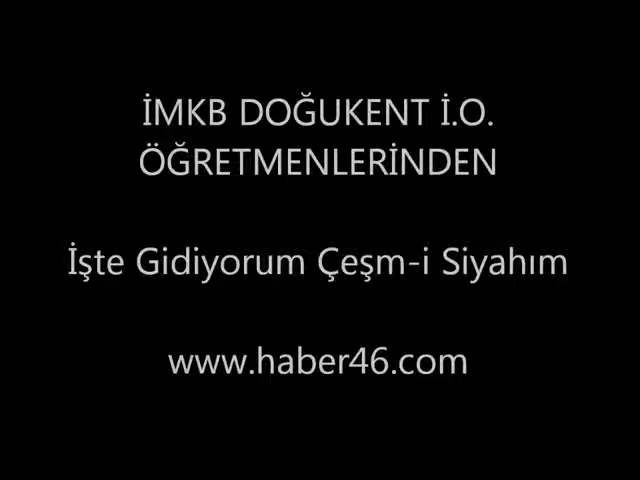 İMKB DOĞUKENT İ.O.
ÖĞRETMENLERİNDEN
İşte Gidiyorum Çeşm-i Siyahım
www.haber46.com